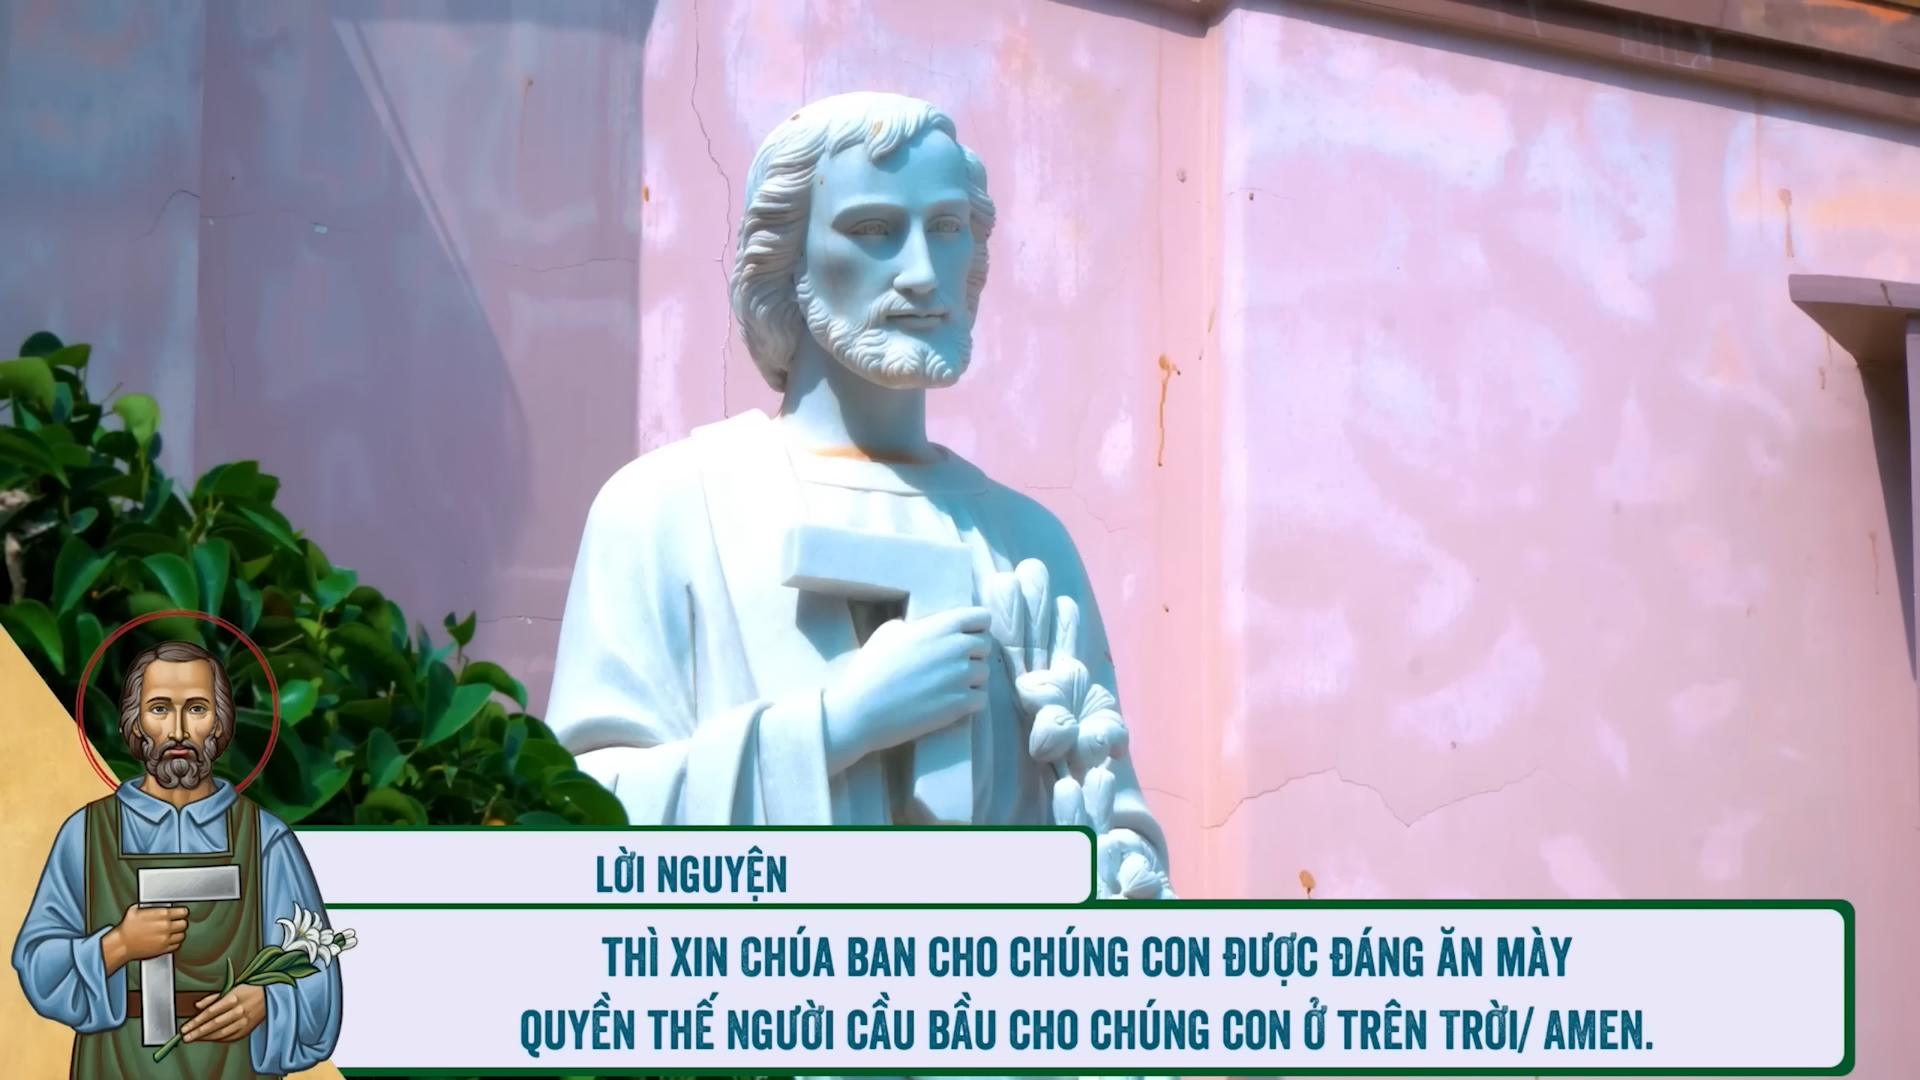 LỜI NGUYỆN
THÌ XIN CHÚA BAN CHO CHÚNG CON ĐƯỢC ĐÁNG ĂN MÀY
QUYỀN THẾ NGƯỜI CẦU BẦU CHO CHÚNG CON Ở TRÊN TRỜI/ AMEN.